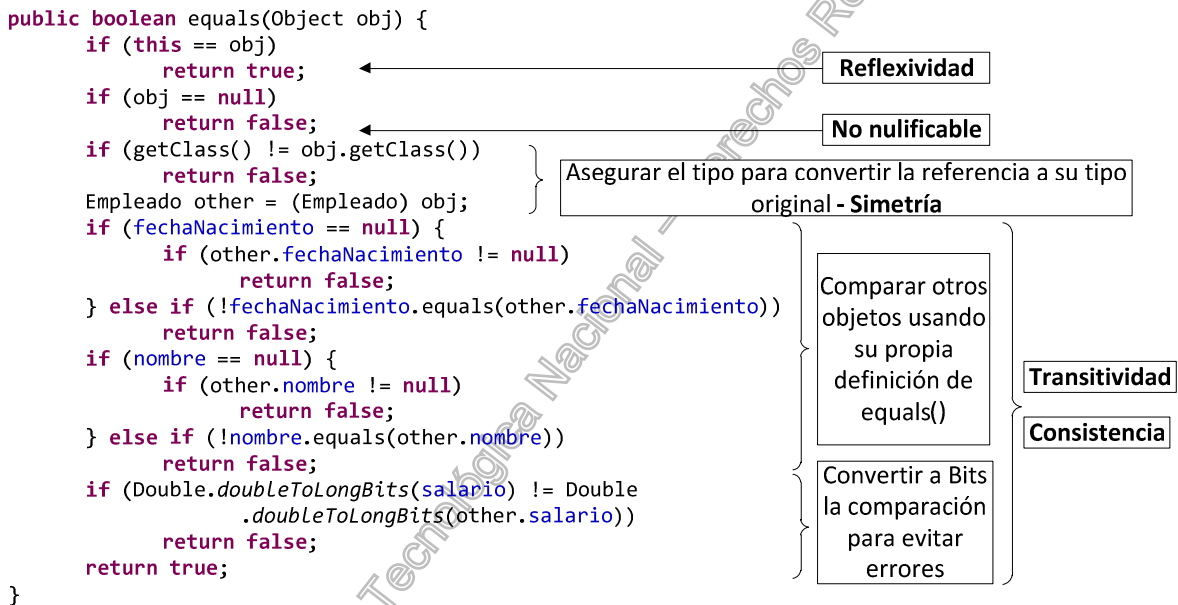 public boolean equals(Object obj) {
if (this == obj)
return true;
Reflexividad
if (obj == null)
return false;
No nulificable
if (getClass() != obj.getClass())
return false;
Empleado other = (Empleado) obj;
Asegurar el tipo para convertir la referencia a su tipo
original - Simetría
if (fechaNacimiento == null) {
if (other.fechaNacimiento != null)
return false;
} else if (!fechaNacimiento.equals(other.fechaNacimiento))
return false;
if (nombre == null) {
if (other.nombre != null)
return false;
} else if (!nombre.equals(other.nombre))
return false;
Comparar otros
objetos usando
su propia
definición de
equals()
if (Double.doubleToLongBits(salario) != Double
.doubleToLongBits(other.salario))
return false;
return true;
}
Convertir a Bits
la comparación
para evitar
errores
Transitividad
Consistencia
Tecnológica Nacional –